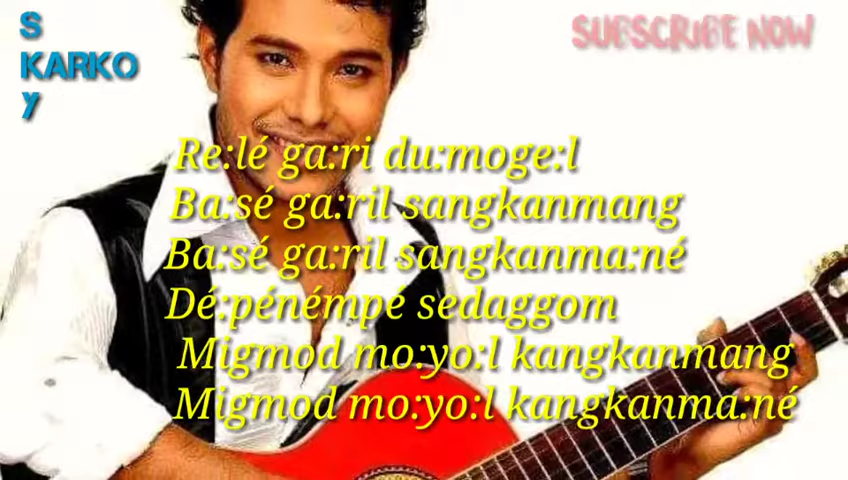 S
KARKO
y
SUBSCRIBE NOW
Re:lé ga:ri du:moge:l
Ba:sé ga:ril sangkanmang
Ba:sé ga:ril sangkanma:né
Dé:pénémpé sedaggom
Migmod mo:yo:l kangkanmang
Migmod mo:yo:l kangkanma:né